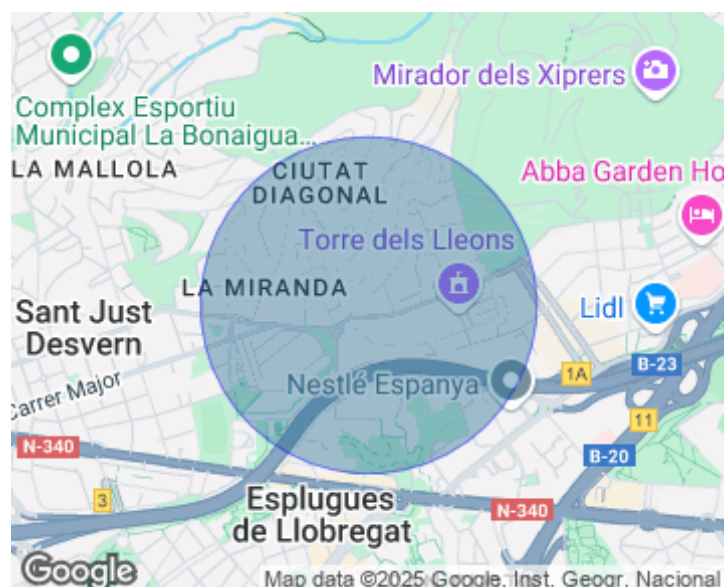 Mirador dels Xiprers
Complex Esportiu
Municipal La Bonaigua...
LA MALLOLA
CIUTAT
DIAGONAL
Abba Garden Ho
Torre dels Lleons
LA MIRANDA
Sant Just
Desvern
Lidl
B-23
1A
Nestlé Espanya
Carrer Major
11
N-340
B-20
3
Esplugues
de Llobregat
N-340
Google
Map data ©2025 Google, Inst. Geogr. Nacional